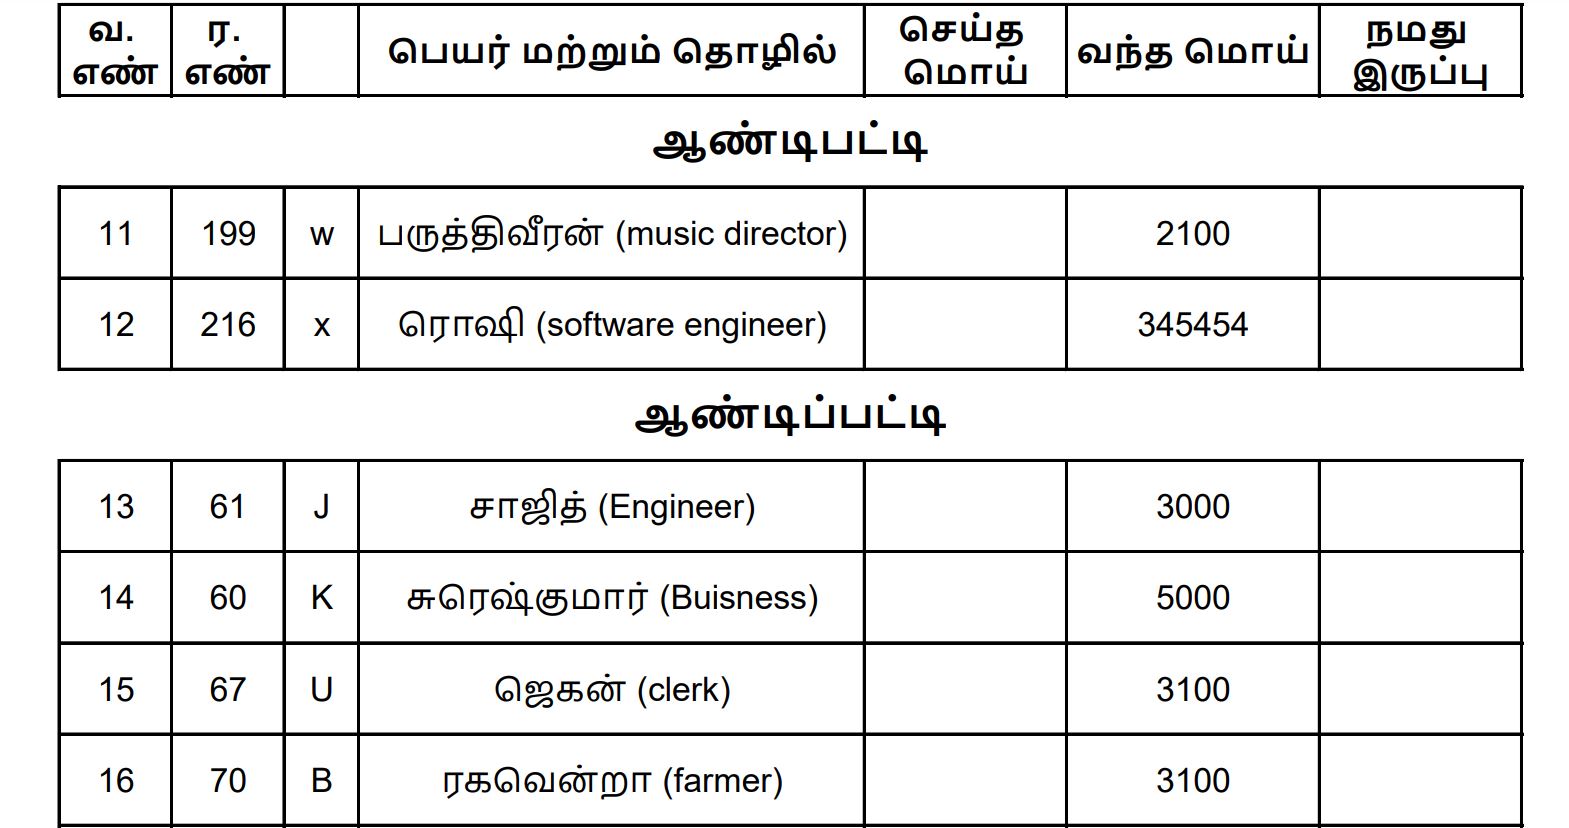 வ. எண் ர. எண் பெயர் மற்றும் தொழில் செய்த மொய் வந்த மொய் நமது இருப்பு
ஆண்டிபட்டி
11 199 w பருத்திவீரன் (music director) 2100
12 216 x ரொஷி (software engineer) 345454
ஆண்டிப்பட்டி
13 61 J சாஜித் (Engineer) 3000
14 60 K சுரெஷ்குமார் (Buisness) 5000
15 67 U ஜெகன் (clerk) 3100
16 70 B ரகவென்றா (farmer) 3100